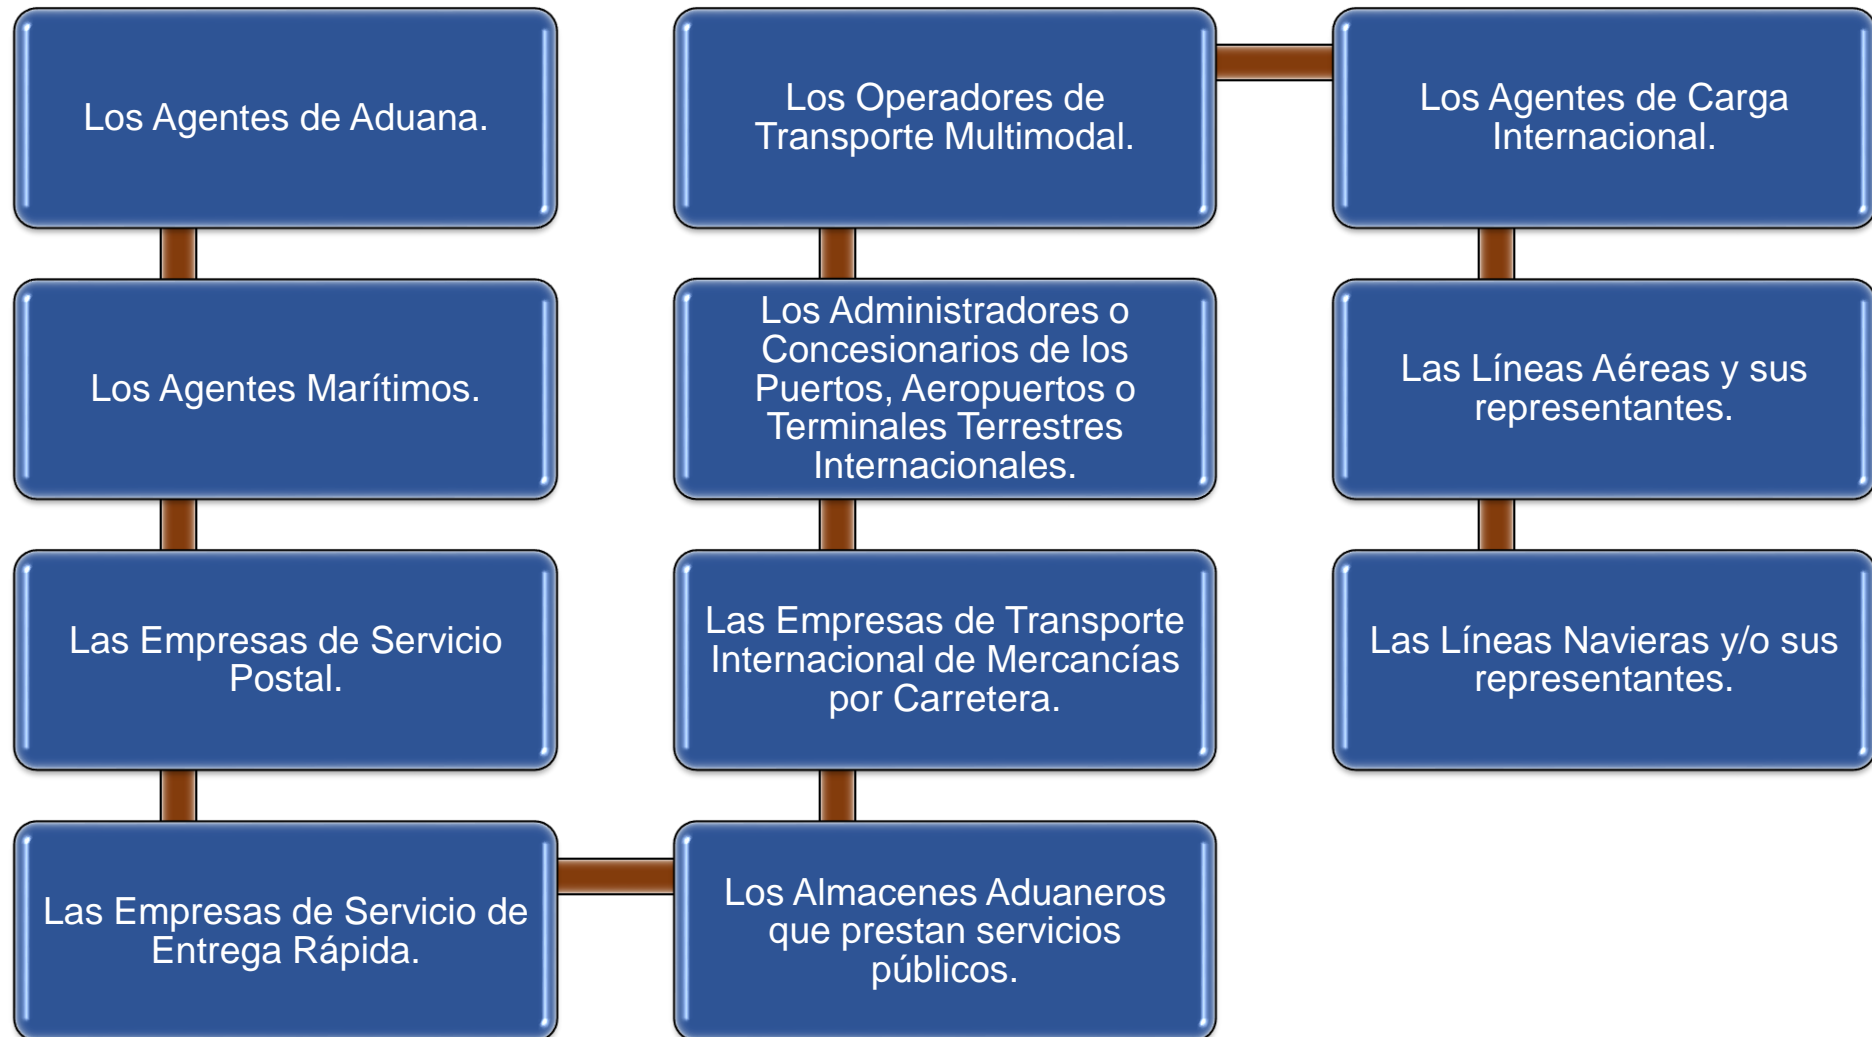 Los Agentes de Aduana.
Los Agentes Marítimos.
Las Empresas de Servicio
Postal.
Las Empresas de Servicio de
Entrega Rápida.
Los Almacenes Aduaneros
que prestan servicios
públicos.
Las Empresas de Transporte
Internacional de Mercancías
por Carretera.
Los Administradores o
Concesionarios de los
Puertos, Aeropuertos o
Terminales Terrestres
Internacionales.
Los Operadores de
Transporte Multimodal.
Los Agentes de Carga
Internacional.
Las Líneas Aéreas y sus
representantes.
Las Líneas Navieras y/o sus
representantes.